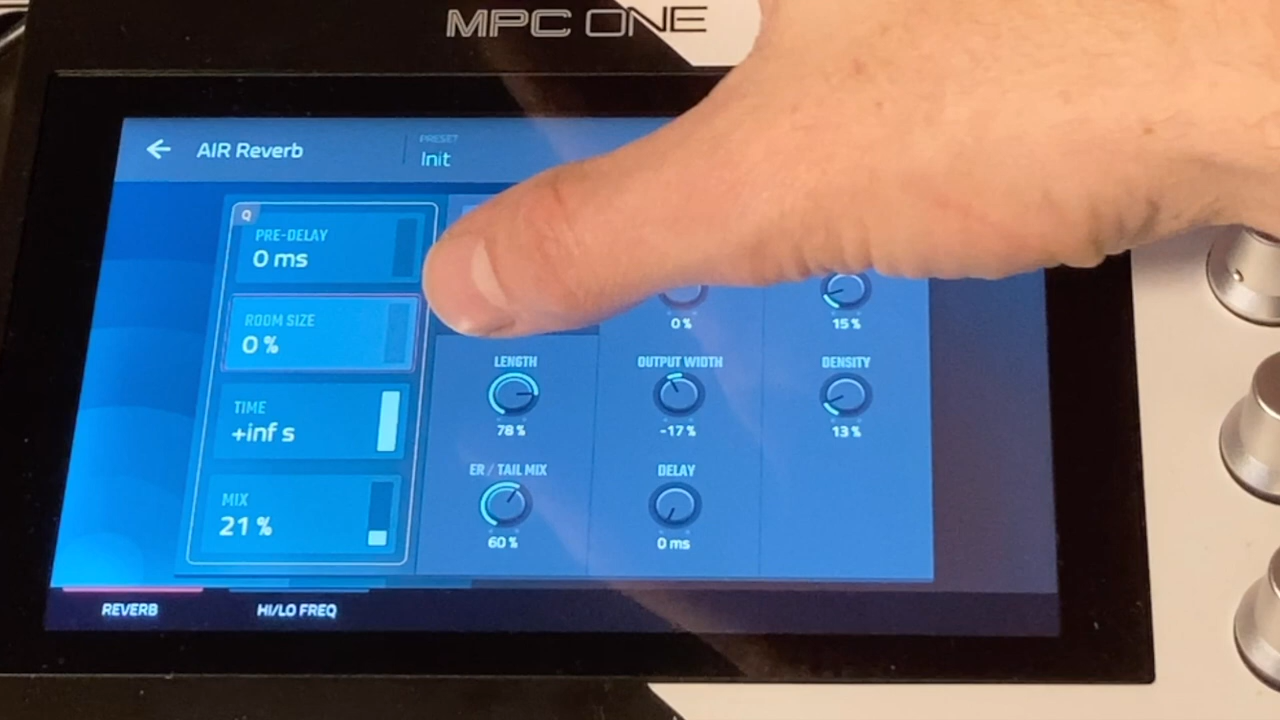 MPC ONE
AIR Reverb
PRESET
Init
Q
PRE-DELAY
0 ms
ROOM SIZE
0 %
TIME
+inf s
MIX
21 %
0 %
15 %
LENGTH
OUTPUT WIDTH
DENSITY
78 %
-17 %
13 %
ER / TAIL MIX
DELAY
60 %
0 ms
REVERB
HI/LO FREQ